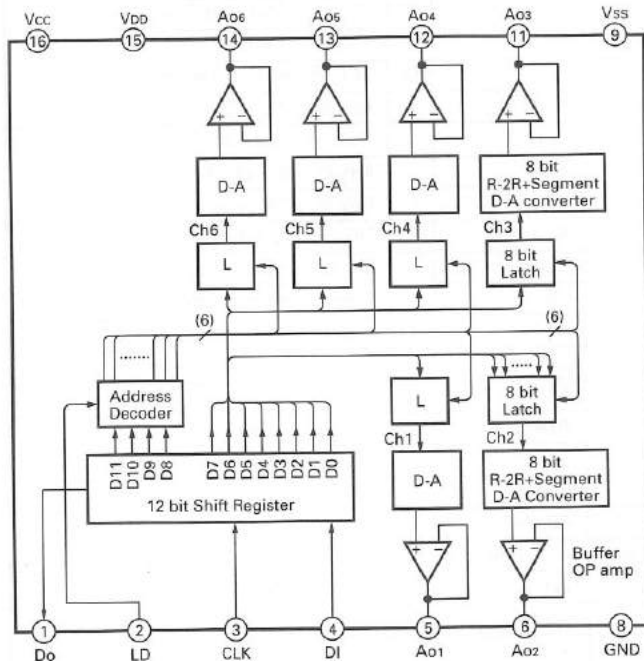 Vcc VDD Ao6 Ao5 Ao4 Ao3 Vss
16 15 14 13 12 11 9
+ − + − + − + −
D-A D-A D-A 8 bit
R-2R+Segment
D-A converter
Ch6 Ch5 Ch4 Ch3
L L L 8 bit
Latch
(6) (6)
.......
.....
Address
Decoder
L 8 bit
Latch
Ch1 Ch2
D11 D10 D9 D8 D7 D6 D5 D4 D3 D2 D1 D0
12 bit Shift Register
D-A 8 bit
R-2R+Segment
D-A Converter
+ − + −
Buffer
OP amp
1 2 3 4 5 6 8
Do LD CLK DI Ao1 Ao2 GND